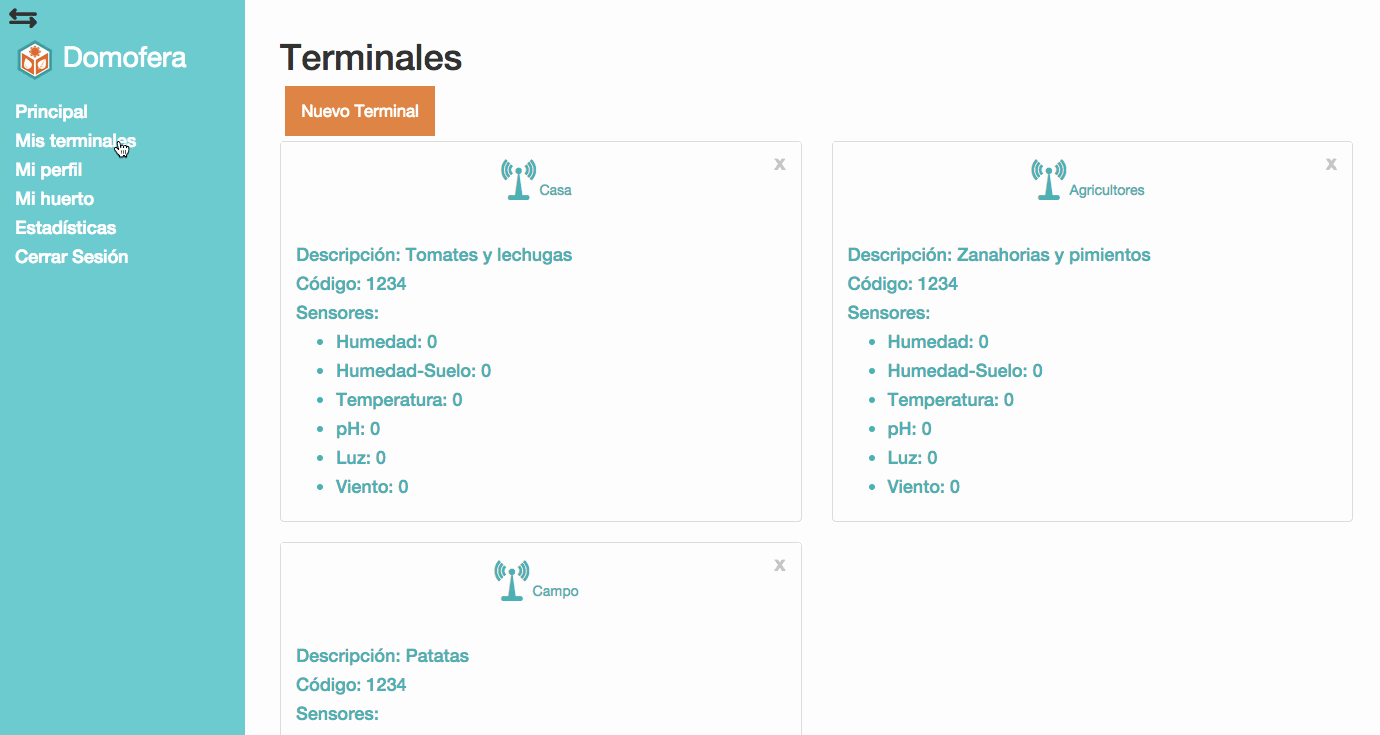 Domofera
Principal
Mis terminales
Mi perfil
Mi huerto
Estadísticas
Cerrar Sesión
Terminales
Nuevo Terminal
x
Casa
Descripción: Tomates y lechugas
Código: 1234
Sensores:
• Humedad: 0
• Humedad-Suelo: 0
• Temperatura: 0
• pH: 0
• Luz: 0
• Viento: 0
x
Agricultores
Descripción: Zanahorias y pimientos
Código: 1234
Sensores:
• Humedad: 0
• Humedad-Suelo: 0
• Temperatura: 0
• pH: 0
• Luz: 0
• Viento: 0
x
Campo
Descripción: Patatas
Código: 1234
Sensores: